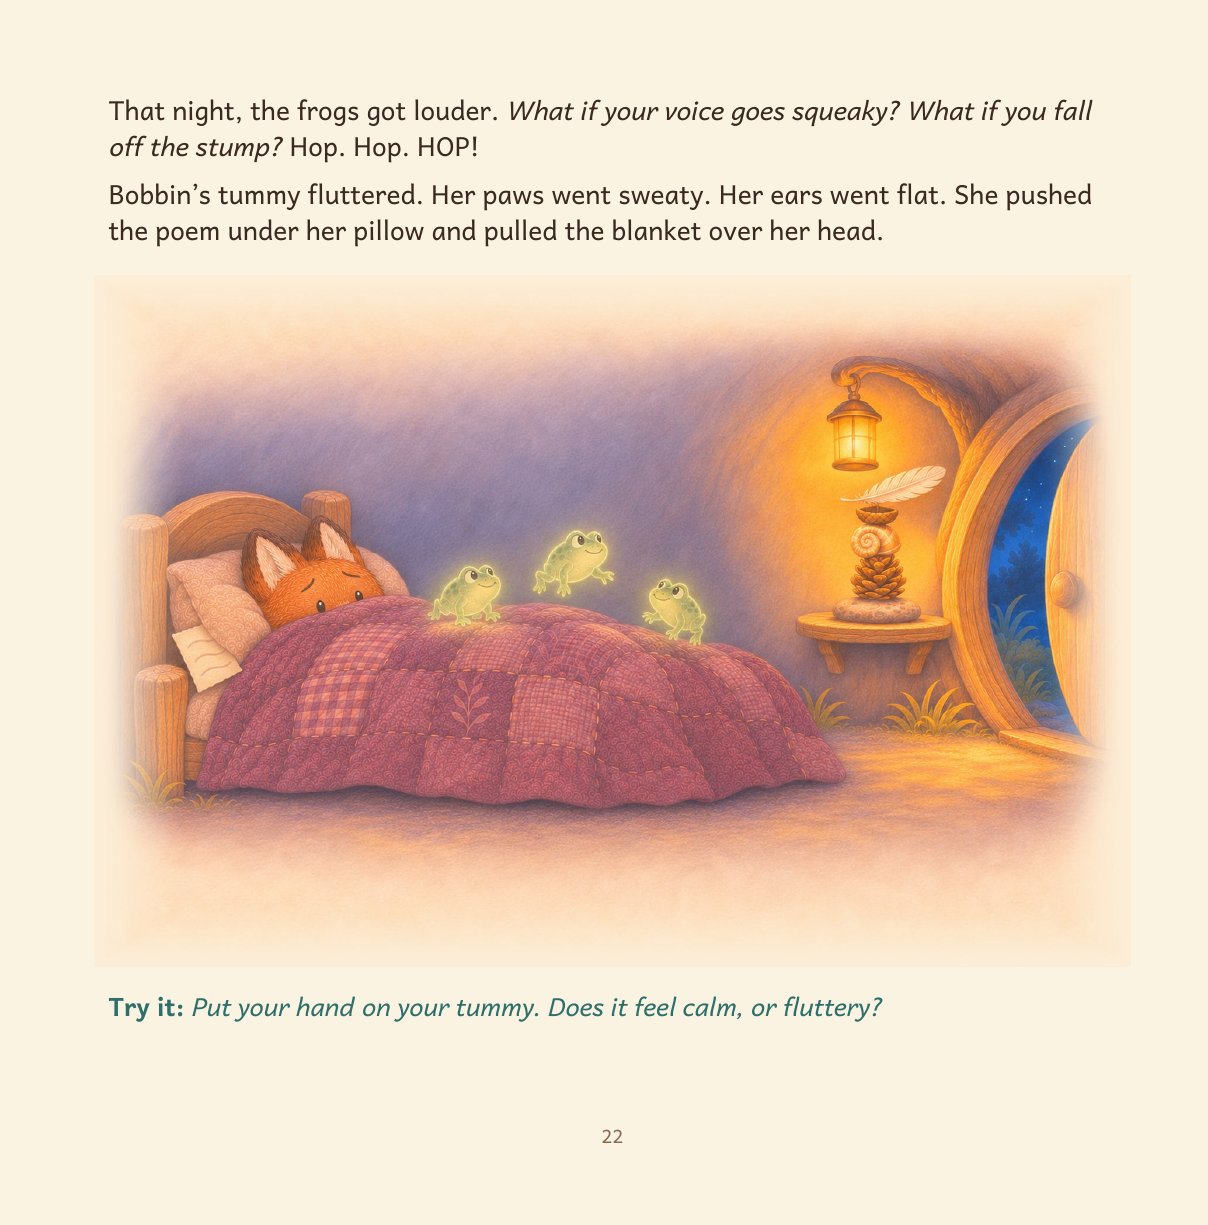 That night, the frogs got louder. What if your voice goes squeaky? What if you fall
off the stump? Hop. Hop. HOP!
Bobbin’s tummy fluttered. Her paws went sweaty. Her ears went flat. She pushed
the poem under her pillow and pulled the blanket over her head.
Try it: Put your hand on your tummy. Does it feel calm, or fluttery?
22